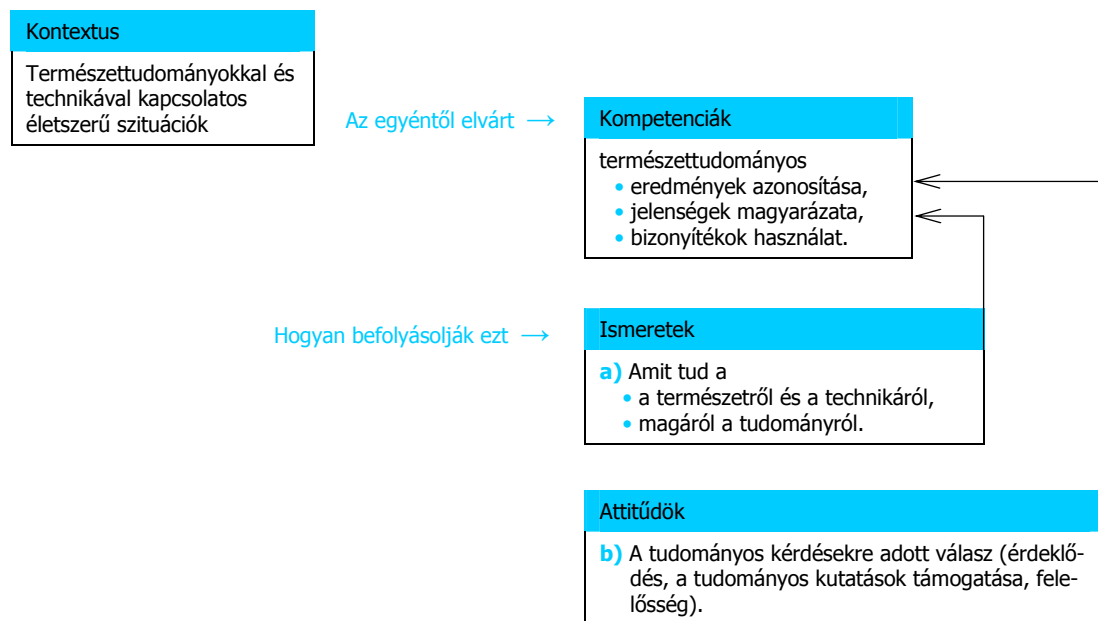 Kontextus
Természettudományokkal és
technikával kapcsolatos
életszerű szituációk
Az egyéntől elvárt →
Kompetenciák
természettudományos
• eredmények azonosítása,
• jelenségek magyarázata,
• bizonyítékok használat.
Hogyan befolyásolják ezt →
Ismeretek
a) Amit tud a
• a természetről és a technikáról,
• magáról a tudományról.
Attitűdök
b) A tudományos kérdésekre adott válasz (érdeklő-
dés, a tudományos kutatások támogatása, fele-
lősség).